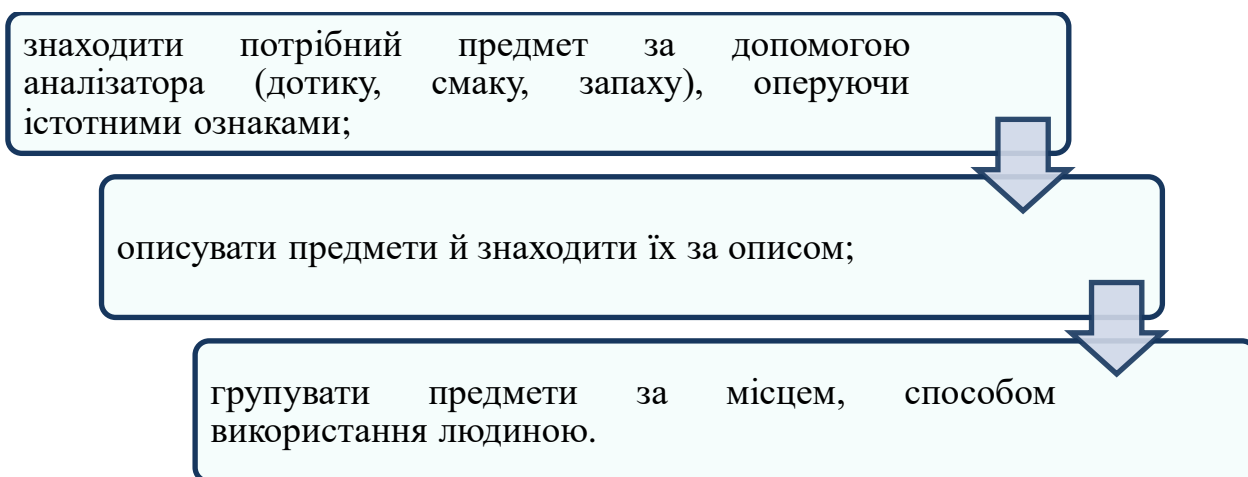 знаходити потрібний предмет за допомогою
аналізатора (дотику, смаку, запаху), оперуючи
істотними ознаками;
описувати предмети й знаходити їх за описом;
групувати предмети за місцем, способом
використання людиною.